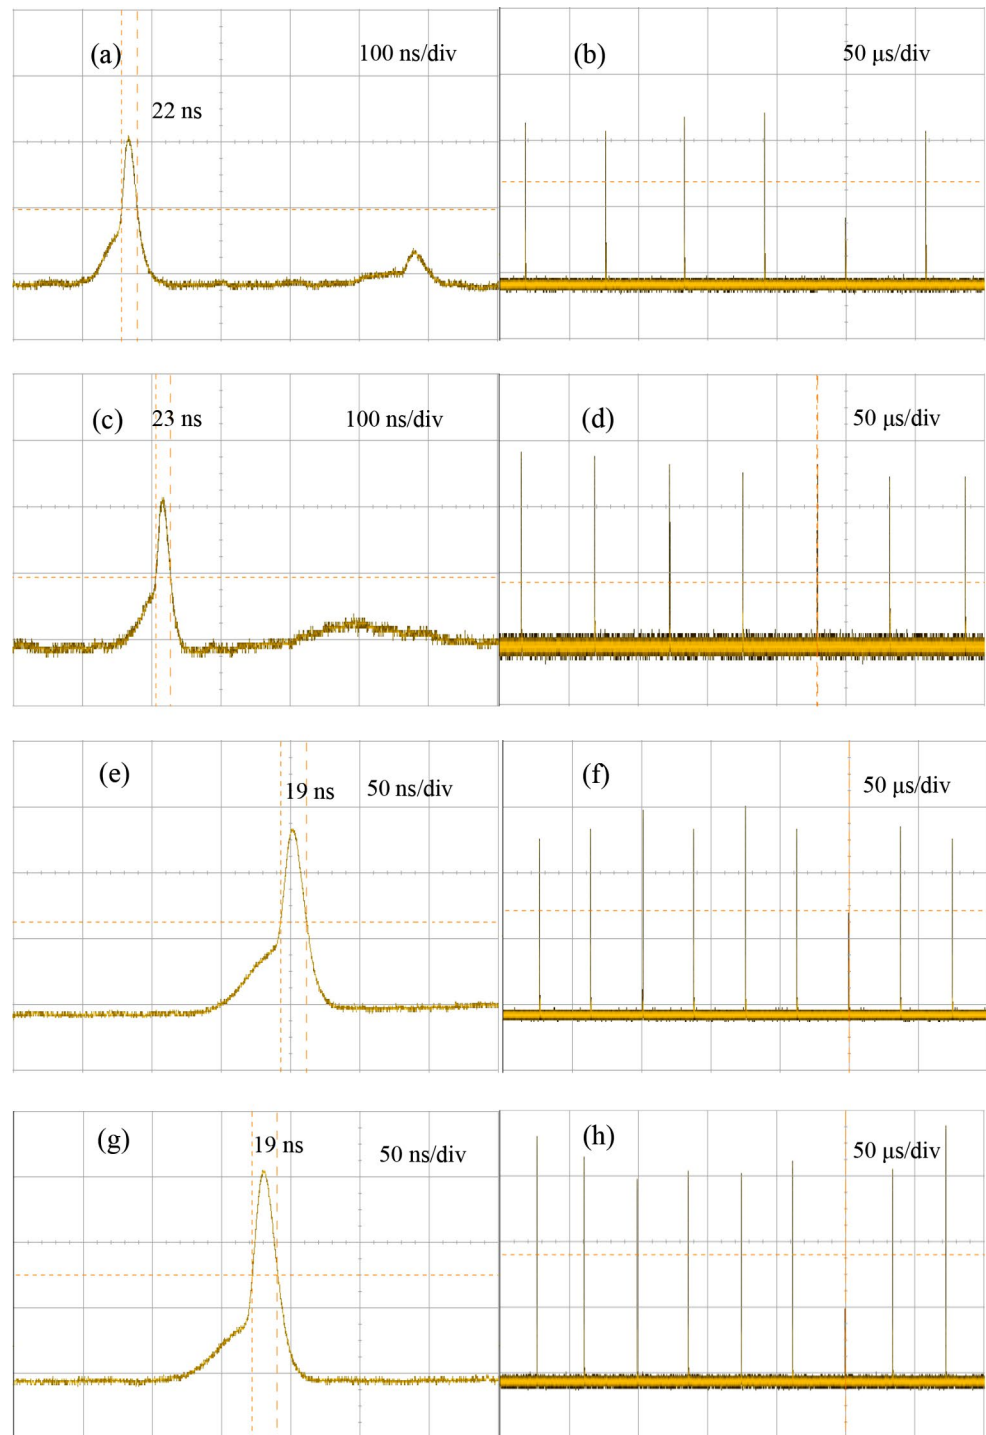 (a) 100 ns/div
22 ns
(b) 50 μs/div
(c) 23 ns 100 ns/div
(d) 50 μs/div
(e) 19 ns 50 ns/div
(f) 50 μs/div
(g) 19 ns 50 ns/div
(h) 50 μs/div